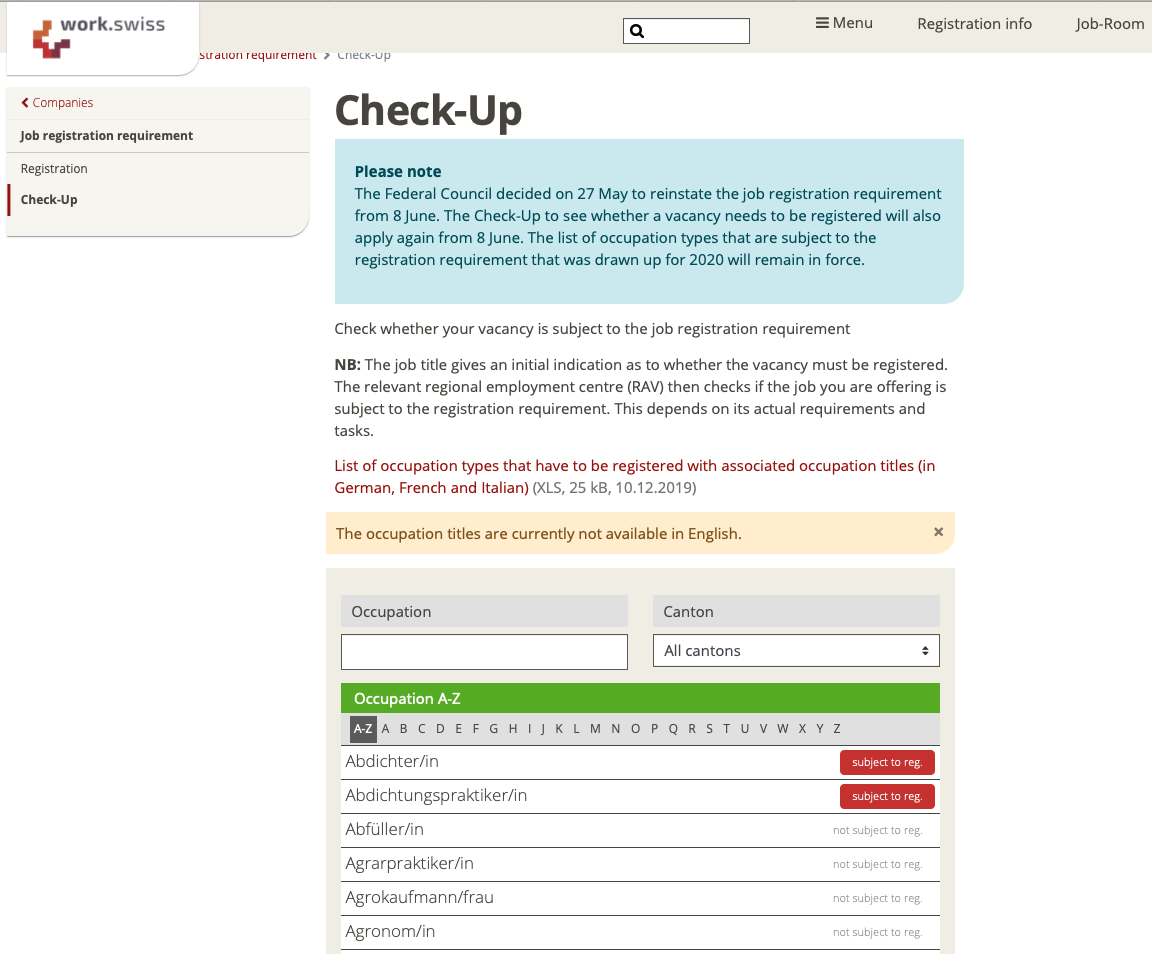 work.swiss
Menu
Registration info
Job-Room
stration requirement > Check-Up
Companies
Job registration requirement
Registration
Check-Up
Check-Up
Please note
The Federal Council decided on 27 May to reinstate the job registration requirement
from 8 June. The Check-Up to see whether a vacancy needs to be registered will also
apply again from 8 June. The list of occupation types that are subject to the
registration requirement that was drawn up for 2020 will remain in force.
Check whether your vacancy is subject to the job registration requirement
NB: The job title gives an initial indication as to whether the vacancy must be registered.
The relevant regional employment centre (RAV) then checks if the job you are offering is
subject to the registration requirement. This depends on its actual requirements and
tasks.
List of occupation types that have to be registered with associated occupation titles (in
German, French and Italian) (XLS, 25 kB, 10.12.2019)
The occupation titles are currently not available in English. ×
Occupation
Canton
All cantons
Occupation A-Z
A-Z A B C D E F G H I J K L M N O P Q R S T U V W X Y Z
Abdichter/in subject to reg.
Abdichtungspraktiker/in subject to reg.
Abfüller/in not subject to reg.
Agrarpraktiker/in not subject to reg.
Agrokaufmann/frau not subject to reg.
Agronom/in not subject to reg.